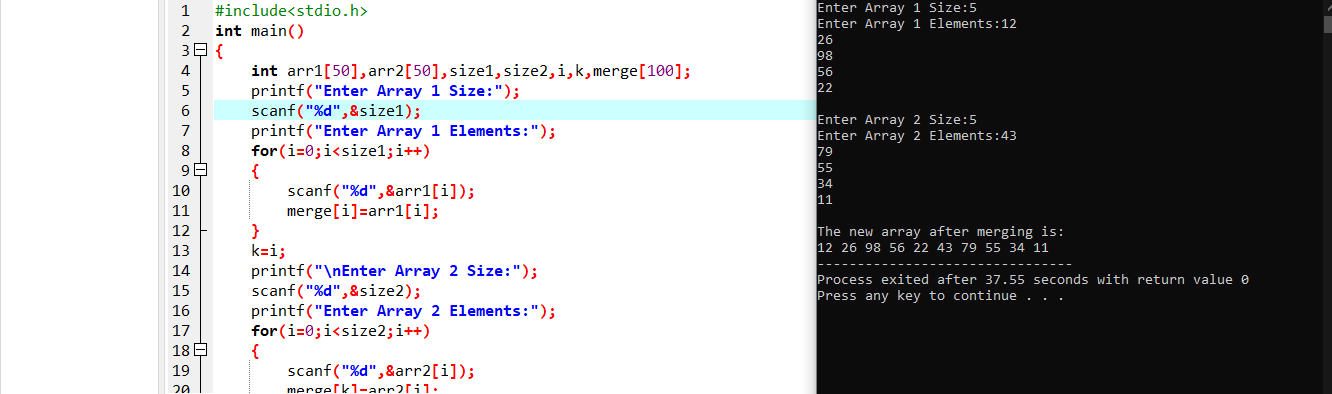 1 #include<stdio.h>
2 int main()
3 {
4 int arr1[50],arr2[50],size1,size2,i,k,merge[100];
5 printf("Enter Array 1 Size:");
6 scanf("%d",&size1);
7 printf("Enter Array 1 Elements:");
8 for(i=0;i<size1;i++)
9 {
10 scanf("%d",&arr1[i]);
11 merge[i]=arr1[i];
12 }
13 k=i;
14 printf("\nEnter Array 2 Size:");
15 scanf("%d",&size2);
16 printf("Enter Array 2 Elements:");
17 for(i=0;i<size2;i++)
18 {
19 scanf("%d",&arr2[i]);
20 merge[k]=arr2[i];
Enter Array 1 Size:5
Enter Array 1 Elements:12
26
98
56
22
Enter Array 2 Size:5
Enter Array 2 Elements:43
79
55
34
11
The new array after merging is:
12 26 98 56 22 43 79 55 34 11
--------------------------------
Process exited after 37.55 seconds with return value 0
Press any key to continue . . .